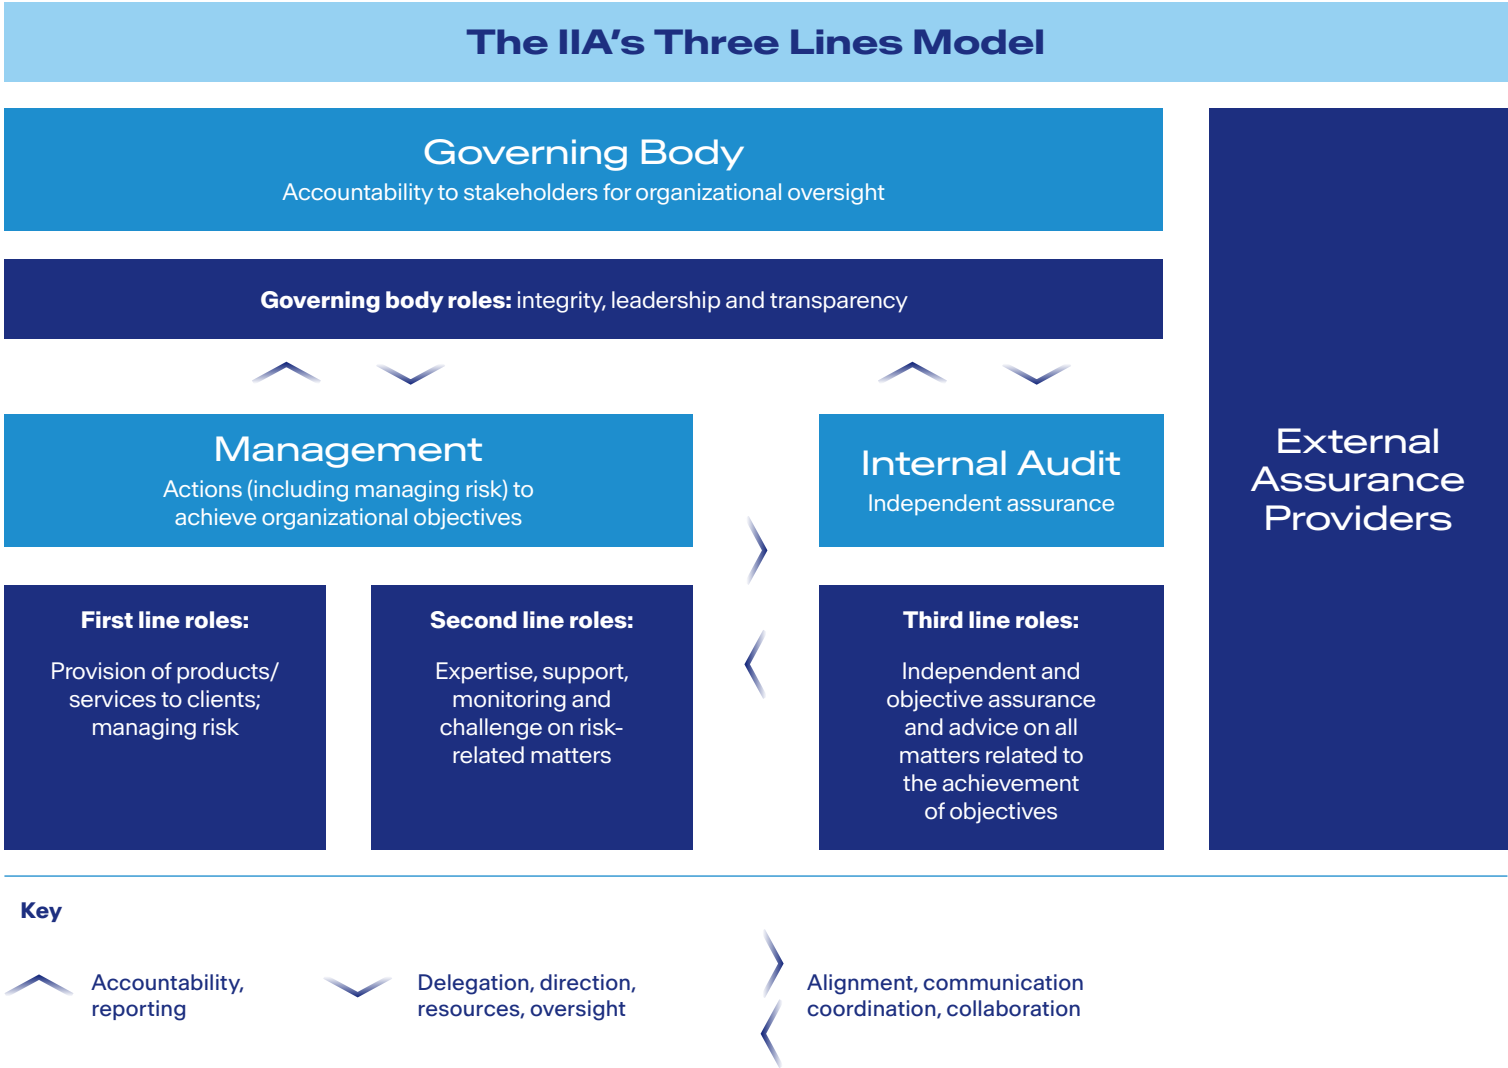 The IIA’s Three Lines Model
Governing Body
Accountability to stakeholders for organizational oversight
Governing body roles: integrity, leadership and transparency
Management
Actions (including managing risk) to
achieve organizational objectives
Internal Audit
Independent assurance
First line roles:
Provision of products/
services to clients;
managing risk
Second line roles:
Expertise, support,
monitoring and
challenge on risk-
related matters
Third line roles:
Independent and
objective assurance
and advice on all
matters related to
the achievement
of objectives
External
Assurance
Providers
Key
Accountability,
reporting
Delegation, direction,
resources, oversight
Alignment, communication
coordination, collaboration